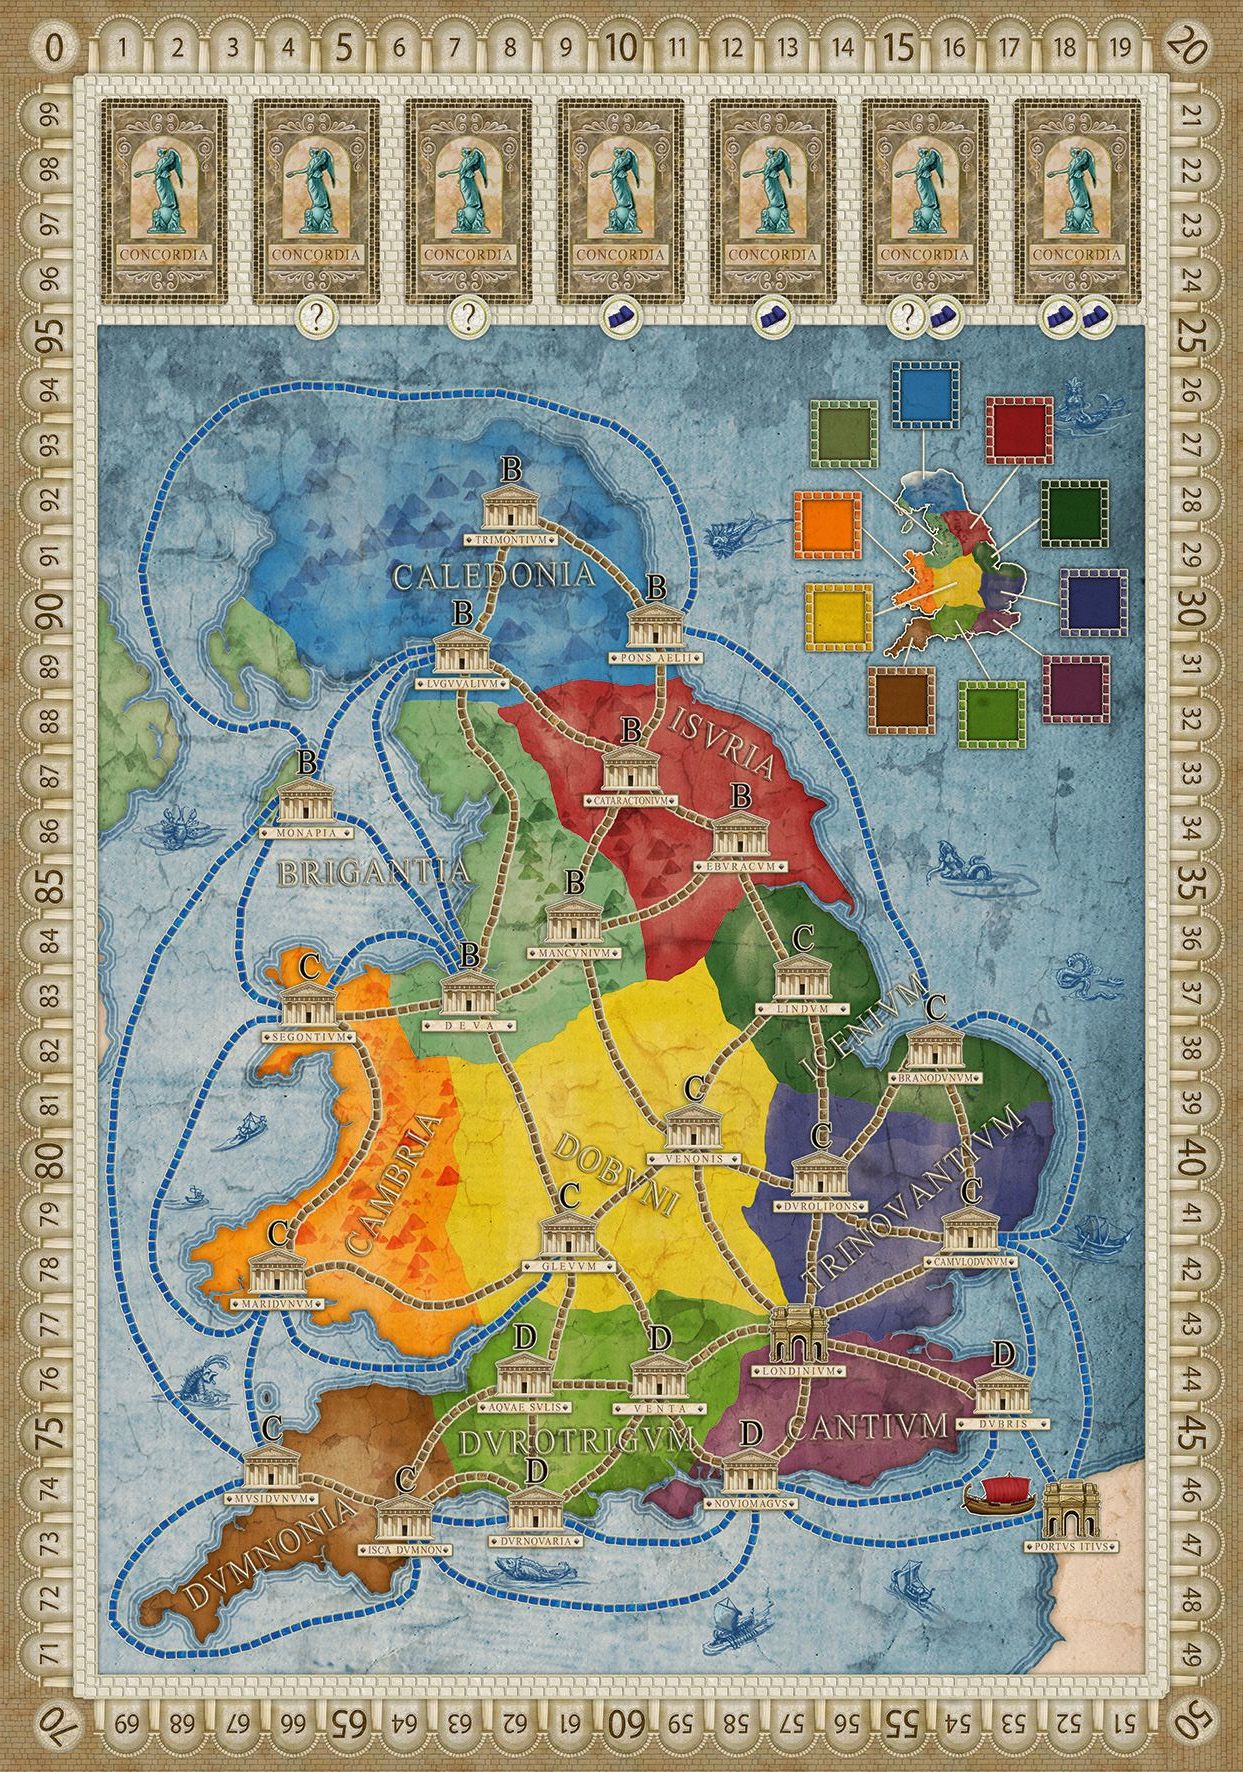 0 1 2 3 4 5 6 7 8 9 10 11 12 13 14 15 16 17 18 19 20
99 98 97 96 95 94 93 92 91 90 89 88 87 86 85 84 83 82 81 80 79 78 77 76 75 74 73 72 71
21 22 23 24 25 26 27 28 29 30 31 32 33 34 35 36 37 38 39 40 41 42 43 44 45 46 47 48 49
CONCORDIA CONCORDIA CONCORDIA CONCORDIA CONCORDIA CONCORDIA CONCORDIA
? ? ?
B
TRIMONTIVM
CALEDONIA
B
PONS AELII
B
LVGVVALIVM
ISVRIA
B
CATARACTONIVM
B
MONAPIA
B
EBVRACVM
BRIGANTIA
B
MANCVNIVM
C
LINDVM
B
DEVA
C
SEGONTIVM
ICENIVM
C
BRANODVNVM
C
VENONIS
CAMBRIA
DOBVNI
C
DVROLIPONS
TRINOVANTIVM
C
CAMVLODVNVM
C
GLEVVM
C
MARIDVNVM
D
AQVAE SVLIS
D
VENTA
LONDINIVM
D
DVBRIS
DVROTRIGVM
CANTIVM
C
MVSIDVNVM
D
NOVIOMAGVS
C
ISCA DVMNON
D
DVRNOVARIA
PORTVS ITIVS
DVMNONIA
70 69 68 67 66 65 64 63 62 61 60 59 58 57 56 55 54 53 52 51 50